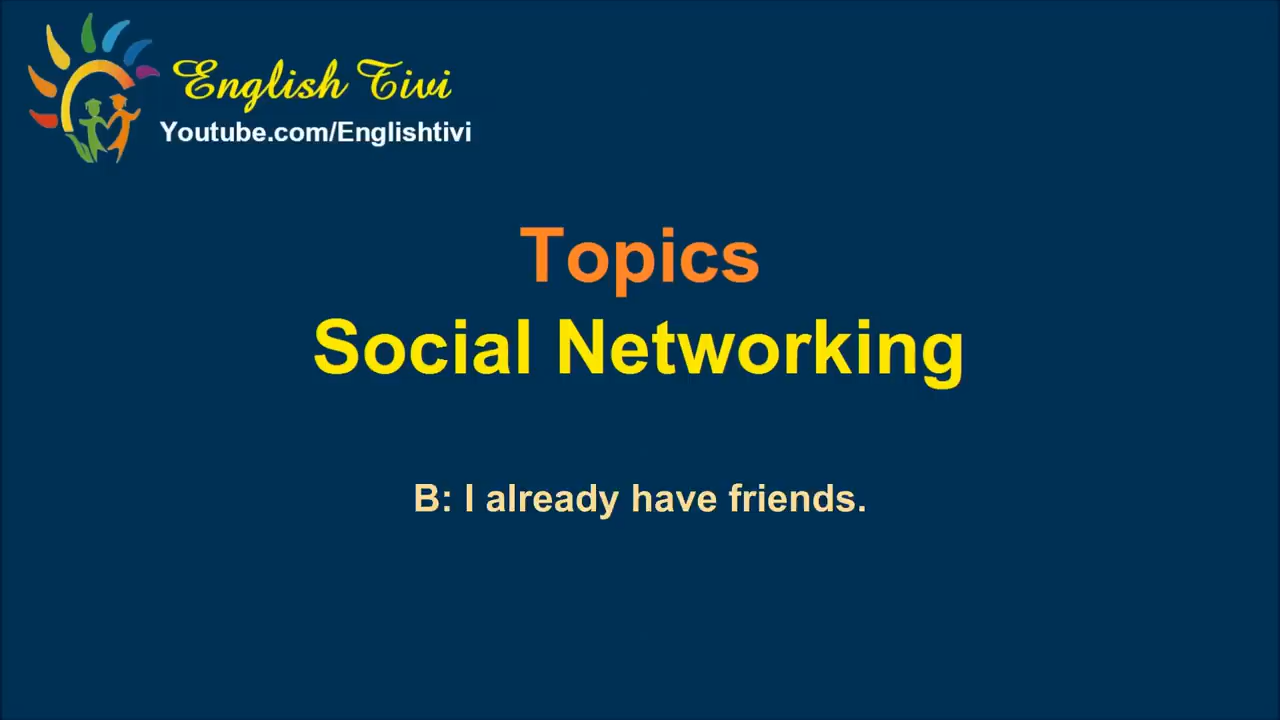 English Tivi
Youtube.com/Englishtivi
Topics
Social Networking
B: I already have friends.